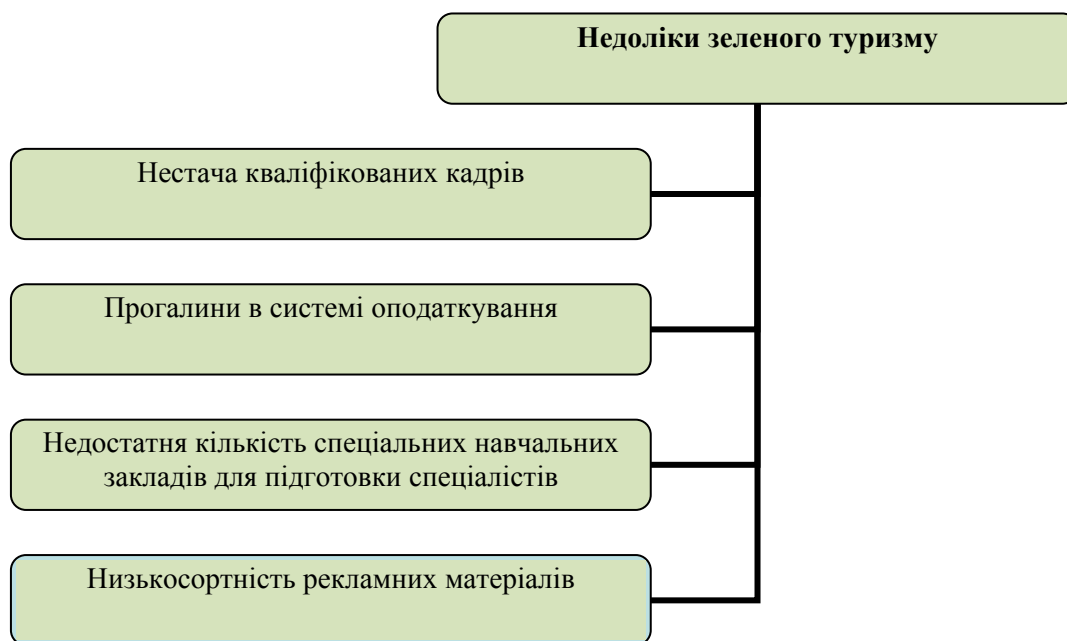 Недоліки зеленого туризму
Нестача кваліфікованих кадрів
Прогалини в системі оподаткування
Недостатня кількість спеціальних навчальних
закладів для підготовки спеціалістів
Низькосортність рекламних матеріалів